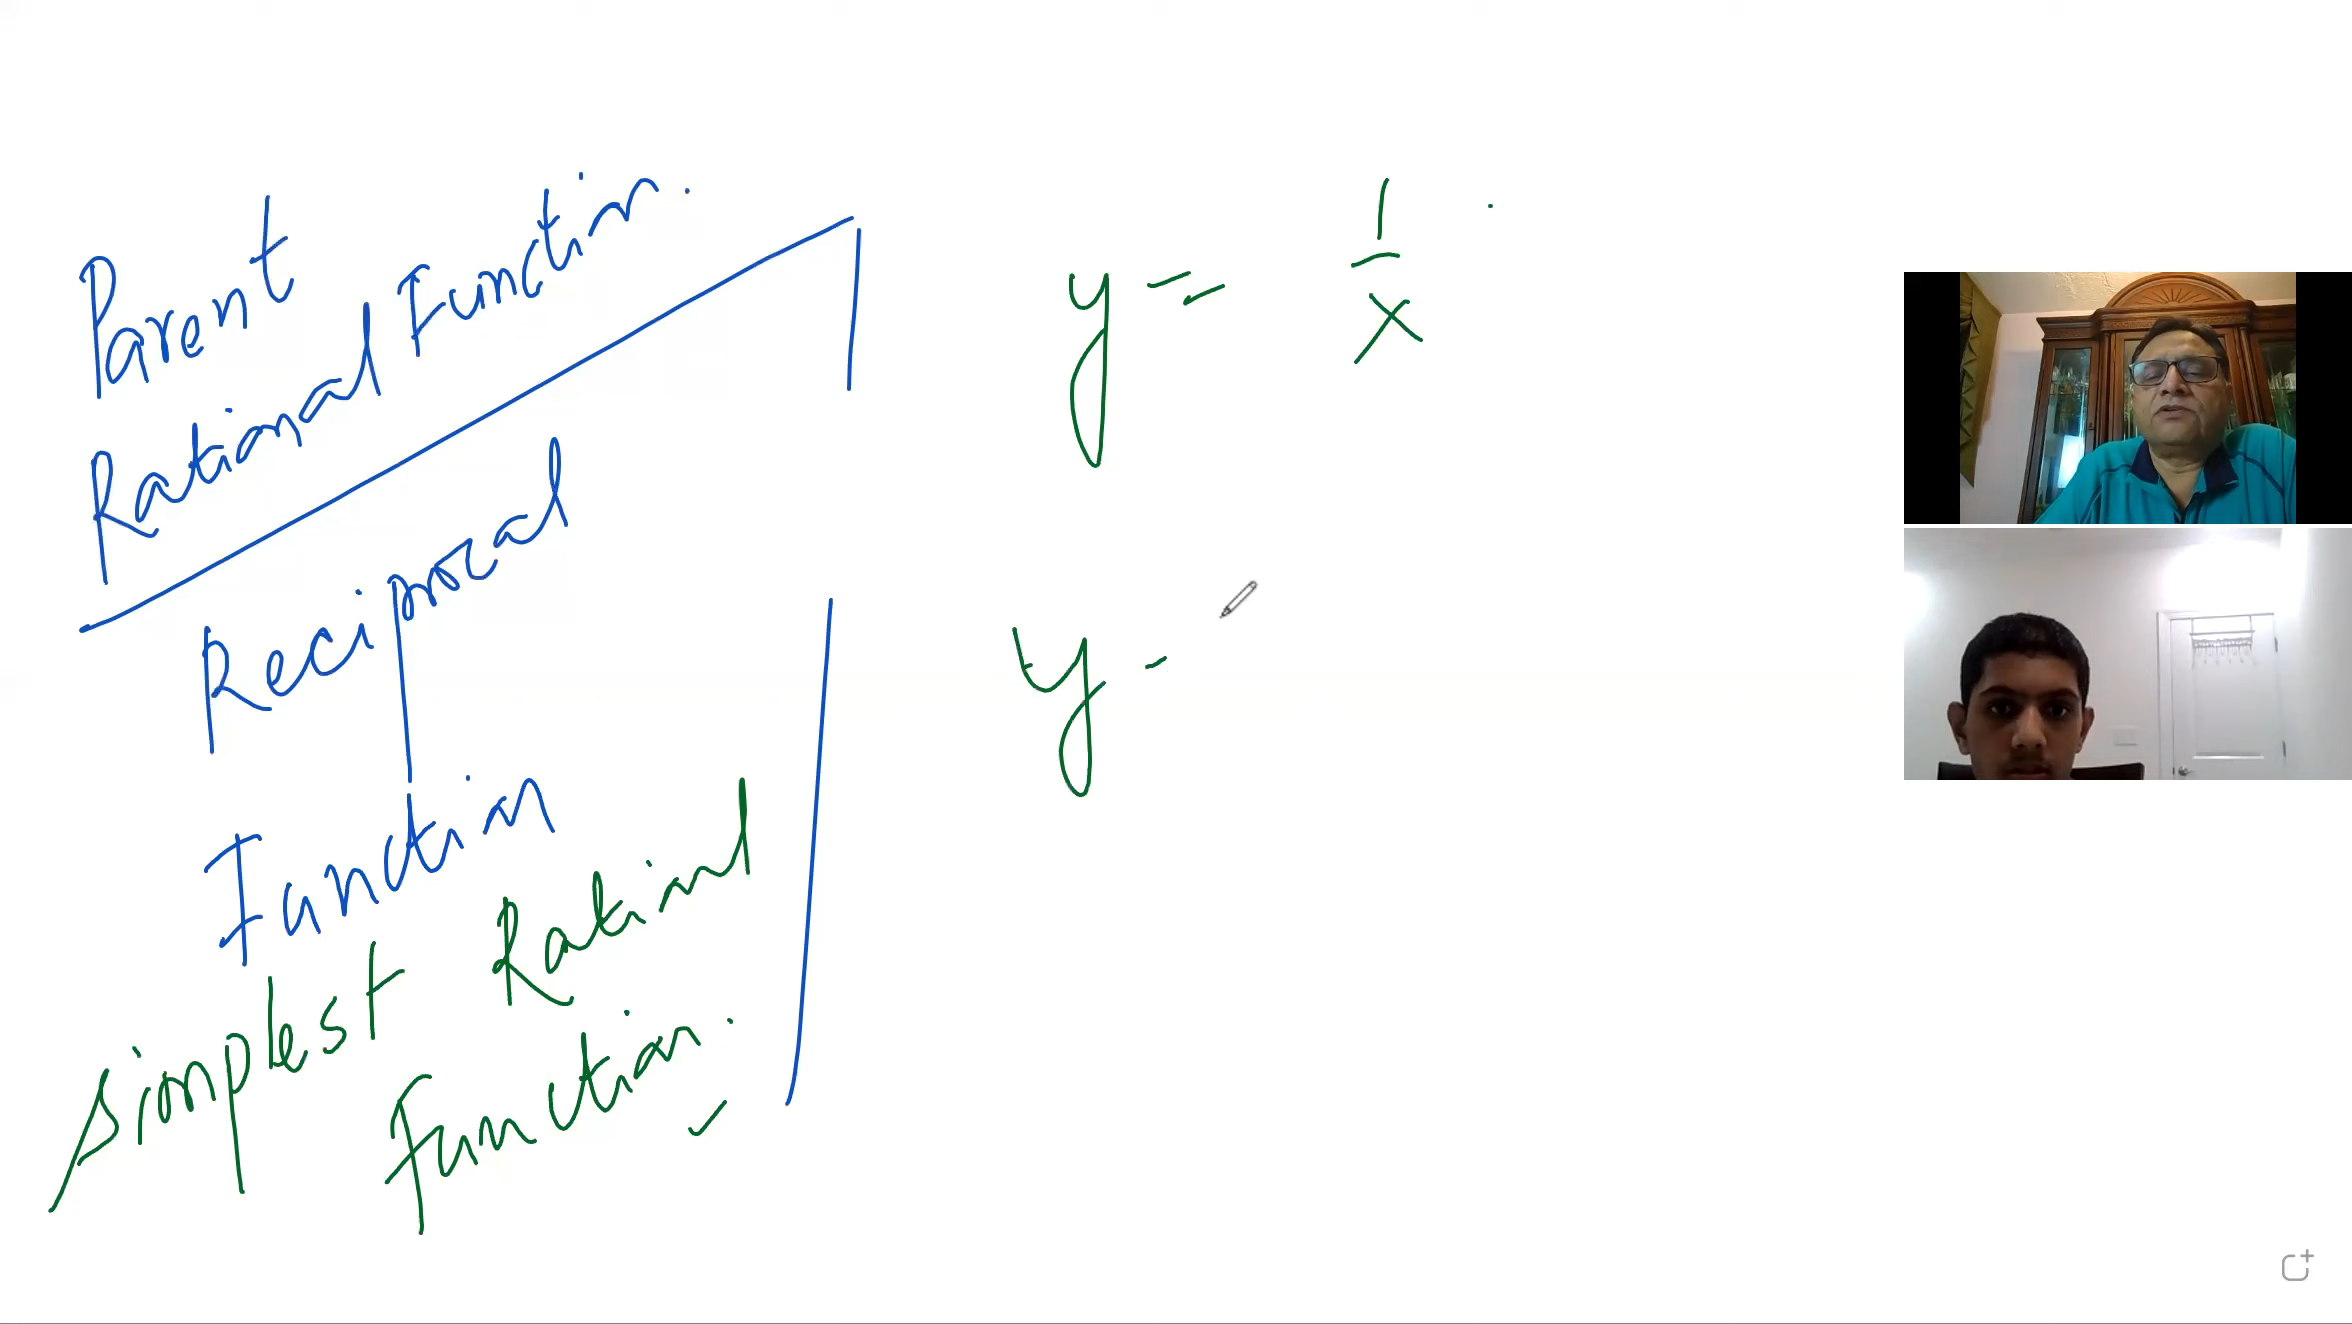 Parent
Rational Function.
Reciprocal
Function
Simplest Rational
Function.
y = 1/x
y -